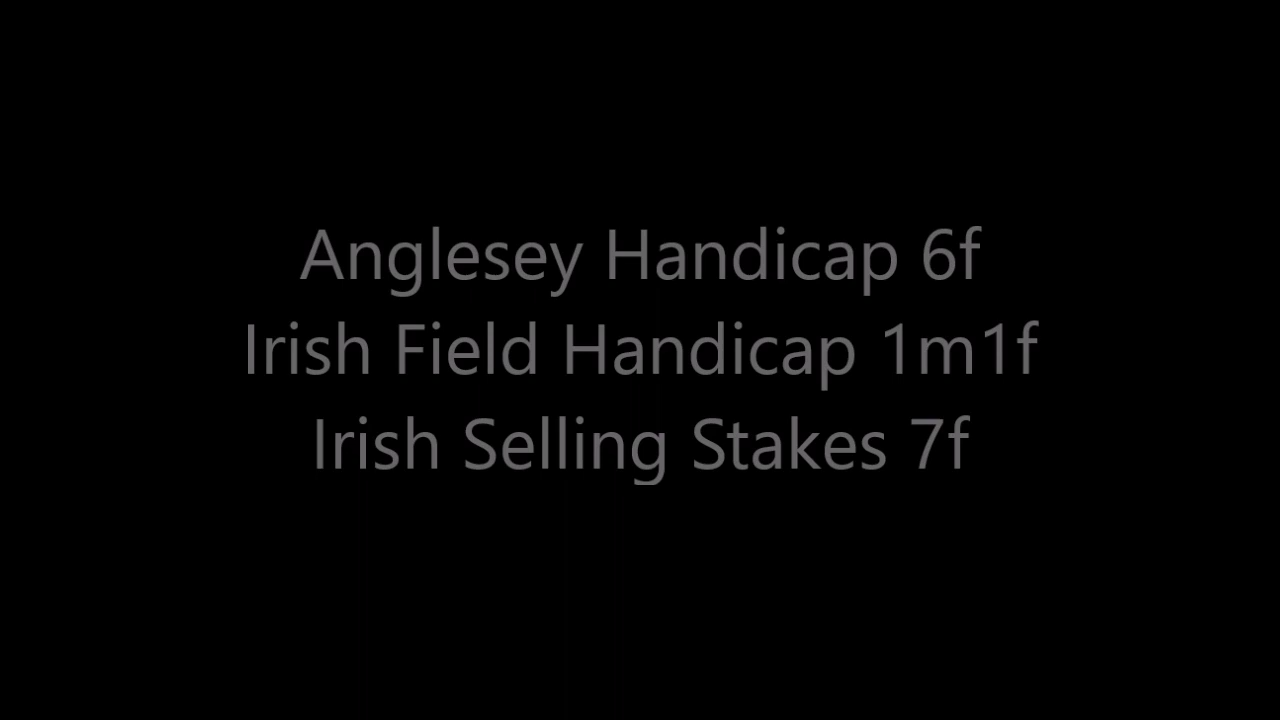 Anglesey Handicap 6f
Irish Field Handicap 1m1f
Irish Selling Stakes 7f